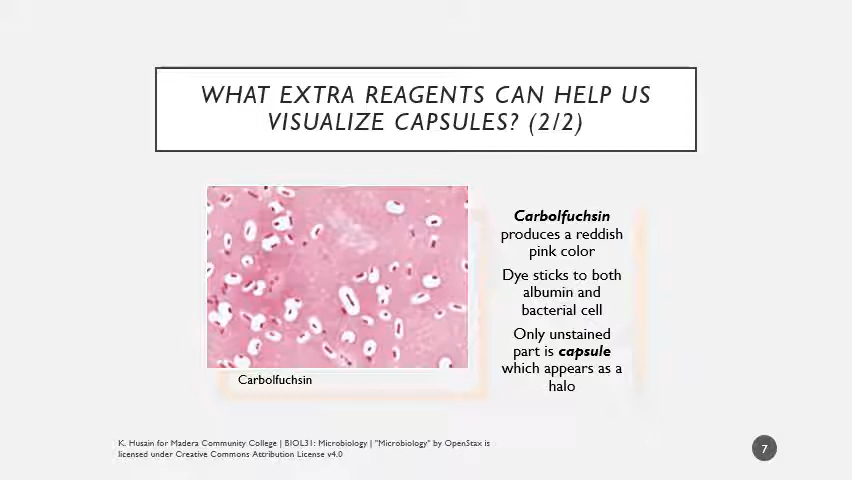 WHAT EXTRA REAGENTS CAN HELP US
VISUALIZE CAPSULES? (2/2)
Carbolfuchsin
produces a reddish
pink color
Dye sticks to both
albumin and
bacterial cell
Only unstained
part is capsule
which appears as a
halo
Carbolfuchsin
K. Husain for Madera Community College | BIOL31: Microbiology | "Microbiology" by OpenStax is
licensed under Creative Commons Attribution License v4.0
7